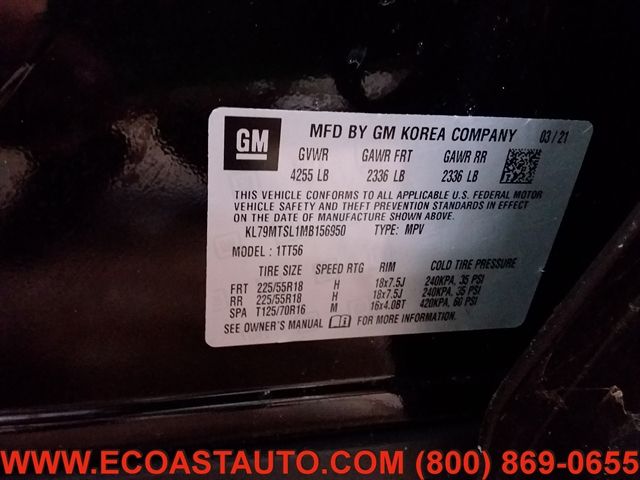 GM
MFD BY GM KOREA COMPANY 03/21
GVWR GAWR FRT GAWR RR
4255 LB 2336 LB 2336 LB
THIS VEHICLE CONFORMS TO ALL APPLICABLE U.S. FEDERAL MOTOR
VEHICLE SAFETY AND THEFT PREVENTION STANDARDS IN EFFECT
ON THE DATE OF MANUFACTURE SHOWN ABOVE.
KL79MTSL1MB156950 TYPE: MPV
MODEL: 1TT56
TIRE SIZE SPEED RTG RIM COLD TIRE PRESSURE
FRT 225/55R18 H 18x7.5J 240KPA, 35 PSI
RR 225/55R18 H 18x7.5J 240KPA, 35 PSI
SPA T125/70R16 M 16x4.0BT 420KPA, 60 PSI
SEE OWNER'S MANUAL FOR MORE INFORMATION.
WWW.ECOASTAUTO.COM (800) 869-0655